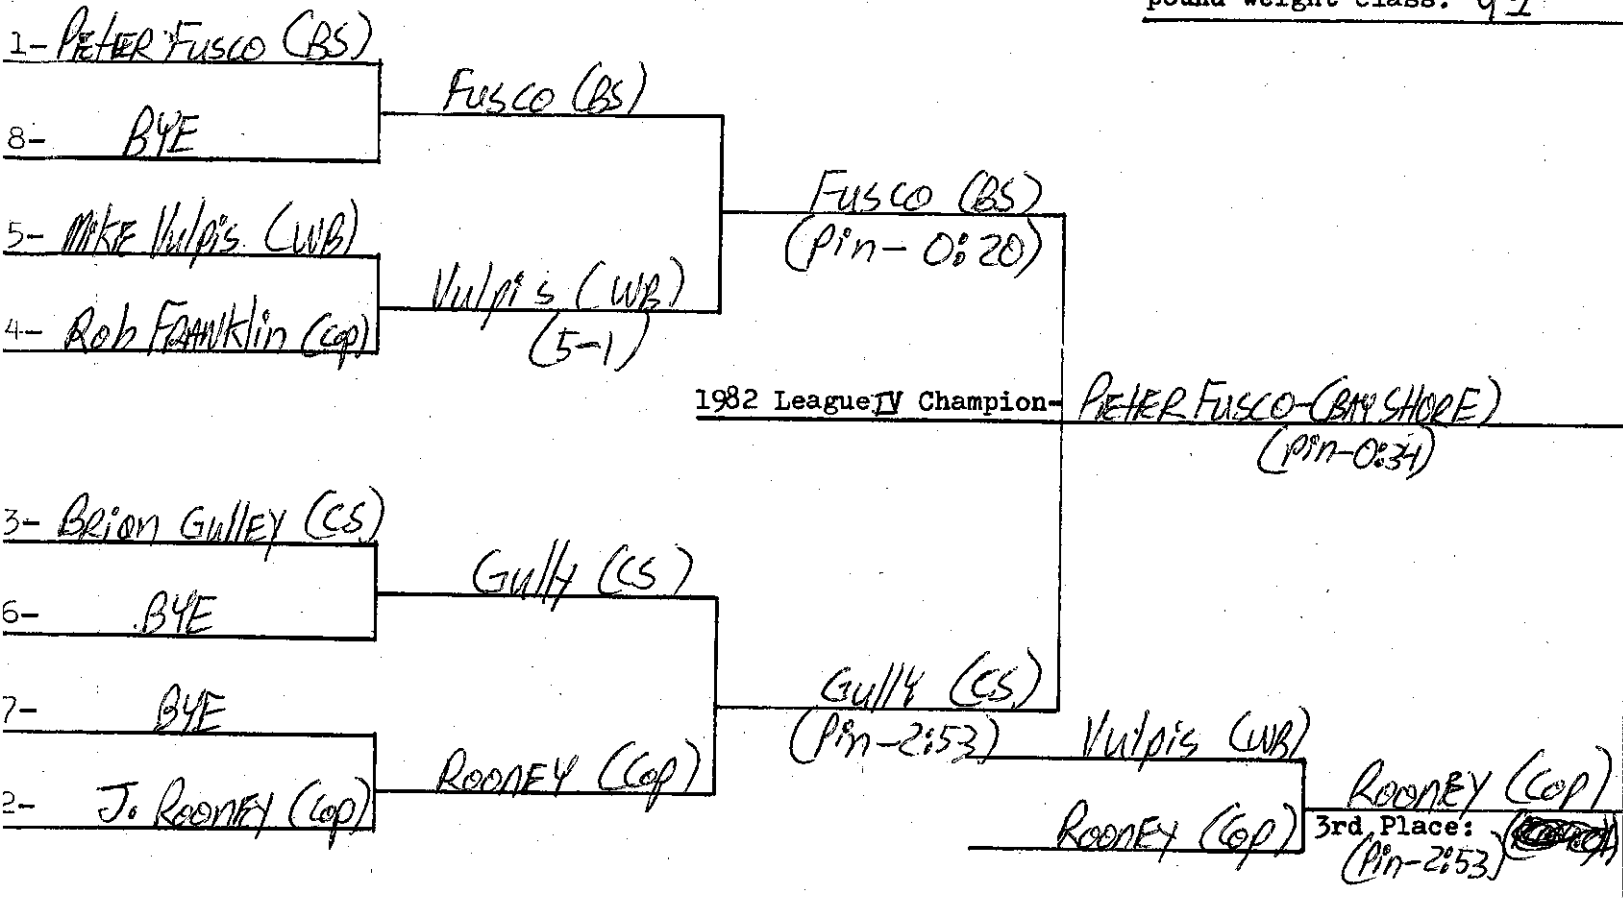 pound weight class: 91
1- PETER FUSCO (BS)
Fusco (BS)
8- BYE
Fusco (BS)
(Pin- 0:20)
5- MIKE Vulpis (WB)
Vulpis (WB)
(5-1)
4- Rob FRANKlin (Cop)
1982 League IV Champion- PETER FUSCO-(BAY SHORE)
(Pin-0:34)
3- BRian GullEY (CS)
Gully (CS)
6- BYE
Gully (CS)
(Pin-2:53)
7- BYE
ROONEY (Cop)
2- J. ROONEY (Cop)
Vulpis (WB)
ROONEY (Cop)
ROONEY (COP)
3rd Place:
(Pin-2:53)